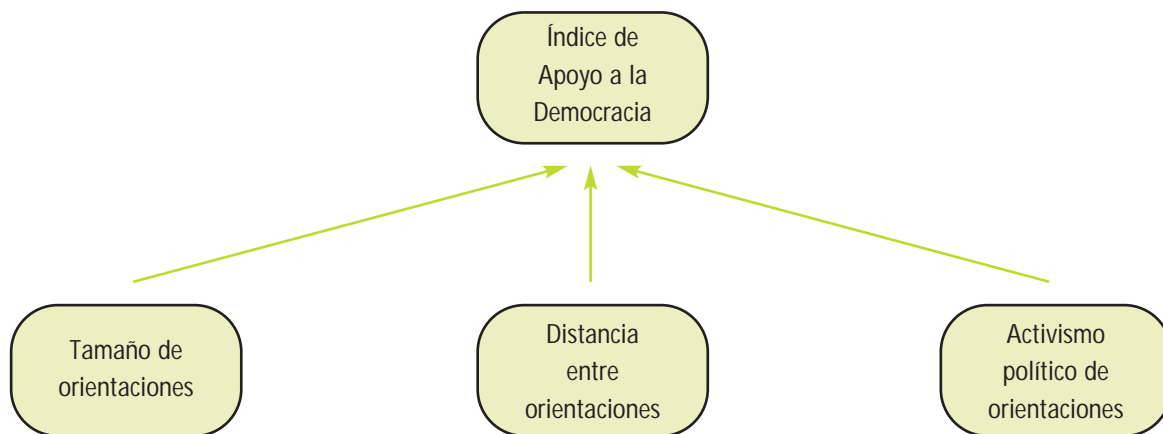 Índice de
Apoyo a la
Democracia
Tamaño de
orientaciones
Distancia
entre
orientaciones
Activismo
político de
orientaciones